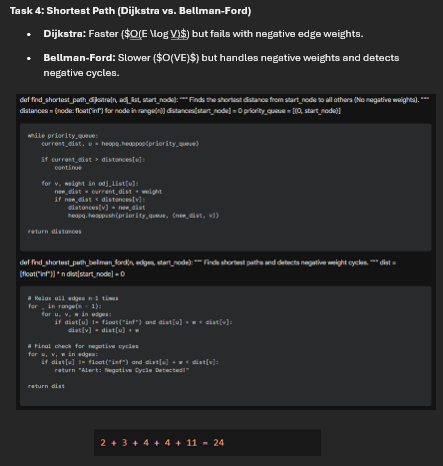 Task 4: Shortest Path (Dijkstra vs. Bellman-Ford)
• Dijkstra: Faster ($O(E \log V)$) but fails with negative edge weights.
• Bellman-Ford: Slower ($O(VE)$) but handles negative weights and detects
negative cycles.
def find_shortest_path_dijkstra(n, adj_list, start_node): """ Finds the shortest distance from start_node to all others (No negative weights). """
distances = {node: float('inf') for node in range(n)} distances[start_node] = 0 priority_queue = [(0, start_node)]
while priority_queue:
current_dist, u = heapq.heappop(priority_queue)
if current_dist > distances[u]:
continue
for v, weight in adj_list[u]:
new_dist = current_dist + weight
if new_dist < distances[v]:
distances[v] = new_dist
heapq.heappush(priority_queue, (new_dist, v))
return distances
def find_shortest_path_bellman_ford(n, edges, start_node): """ Finds shortest paths and detects negative weight cycles. """ dist =
[float("inf")] * n dist[start_node] = 0
# Relax all edges n-1 times
for _ in range(n - 1):
for u, v, w in edges:
if dist[u] != float("inf") and dist[u] + w < dist[v]:
dist[v] = dist[u] + w
# Final check for negative cycles
for u, v, w in edges:
if dist[u] != float("inf") and dist[u] + w < dist[v]:
return "Alert: Negative Cycle Detected!"
return dist
2 + 3 + 4 + 4 + 11 = 24